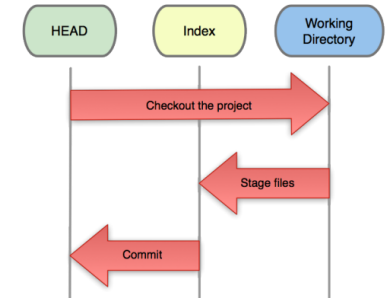 HEAD
Index
Working
Directory
Checkout the project
Stage files
Commit